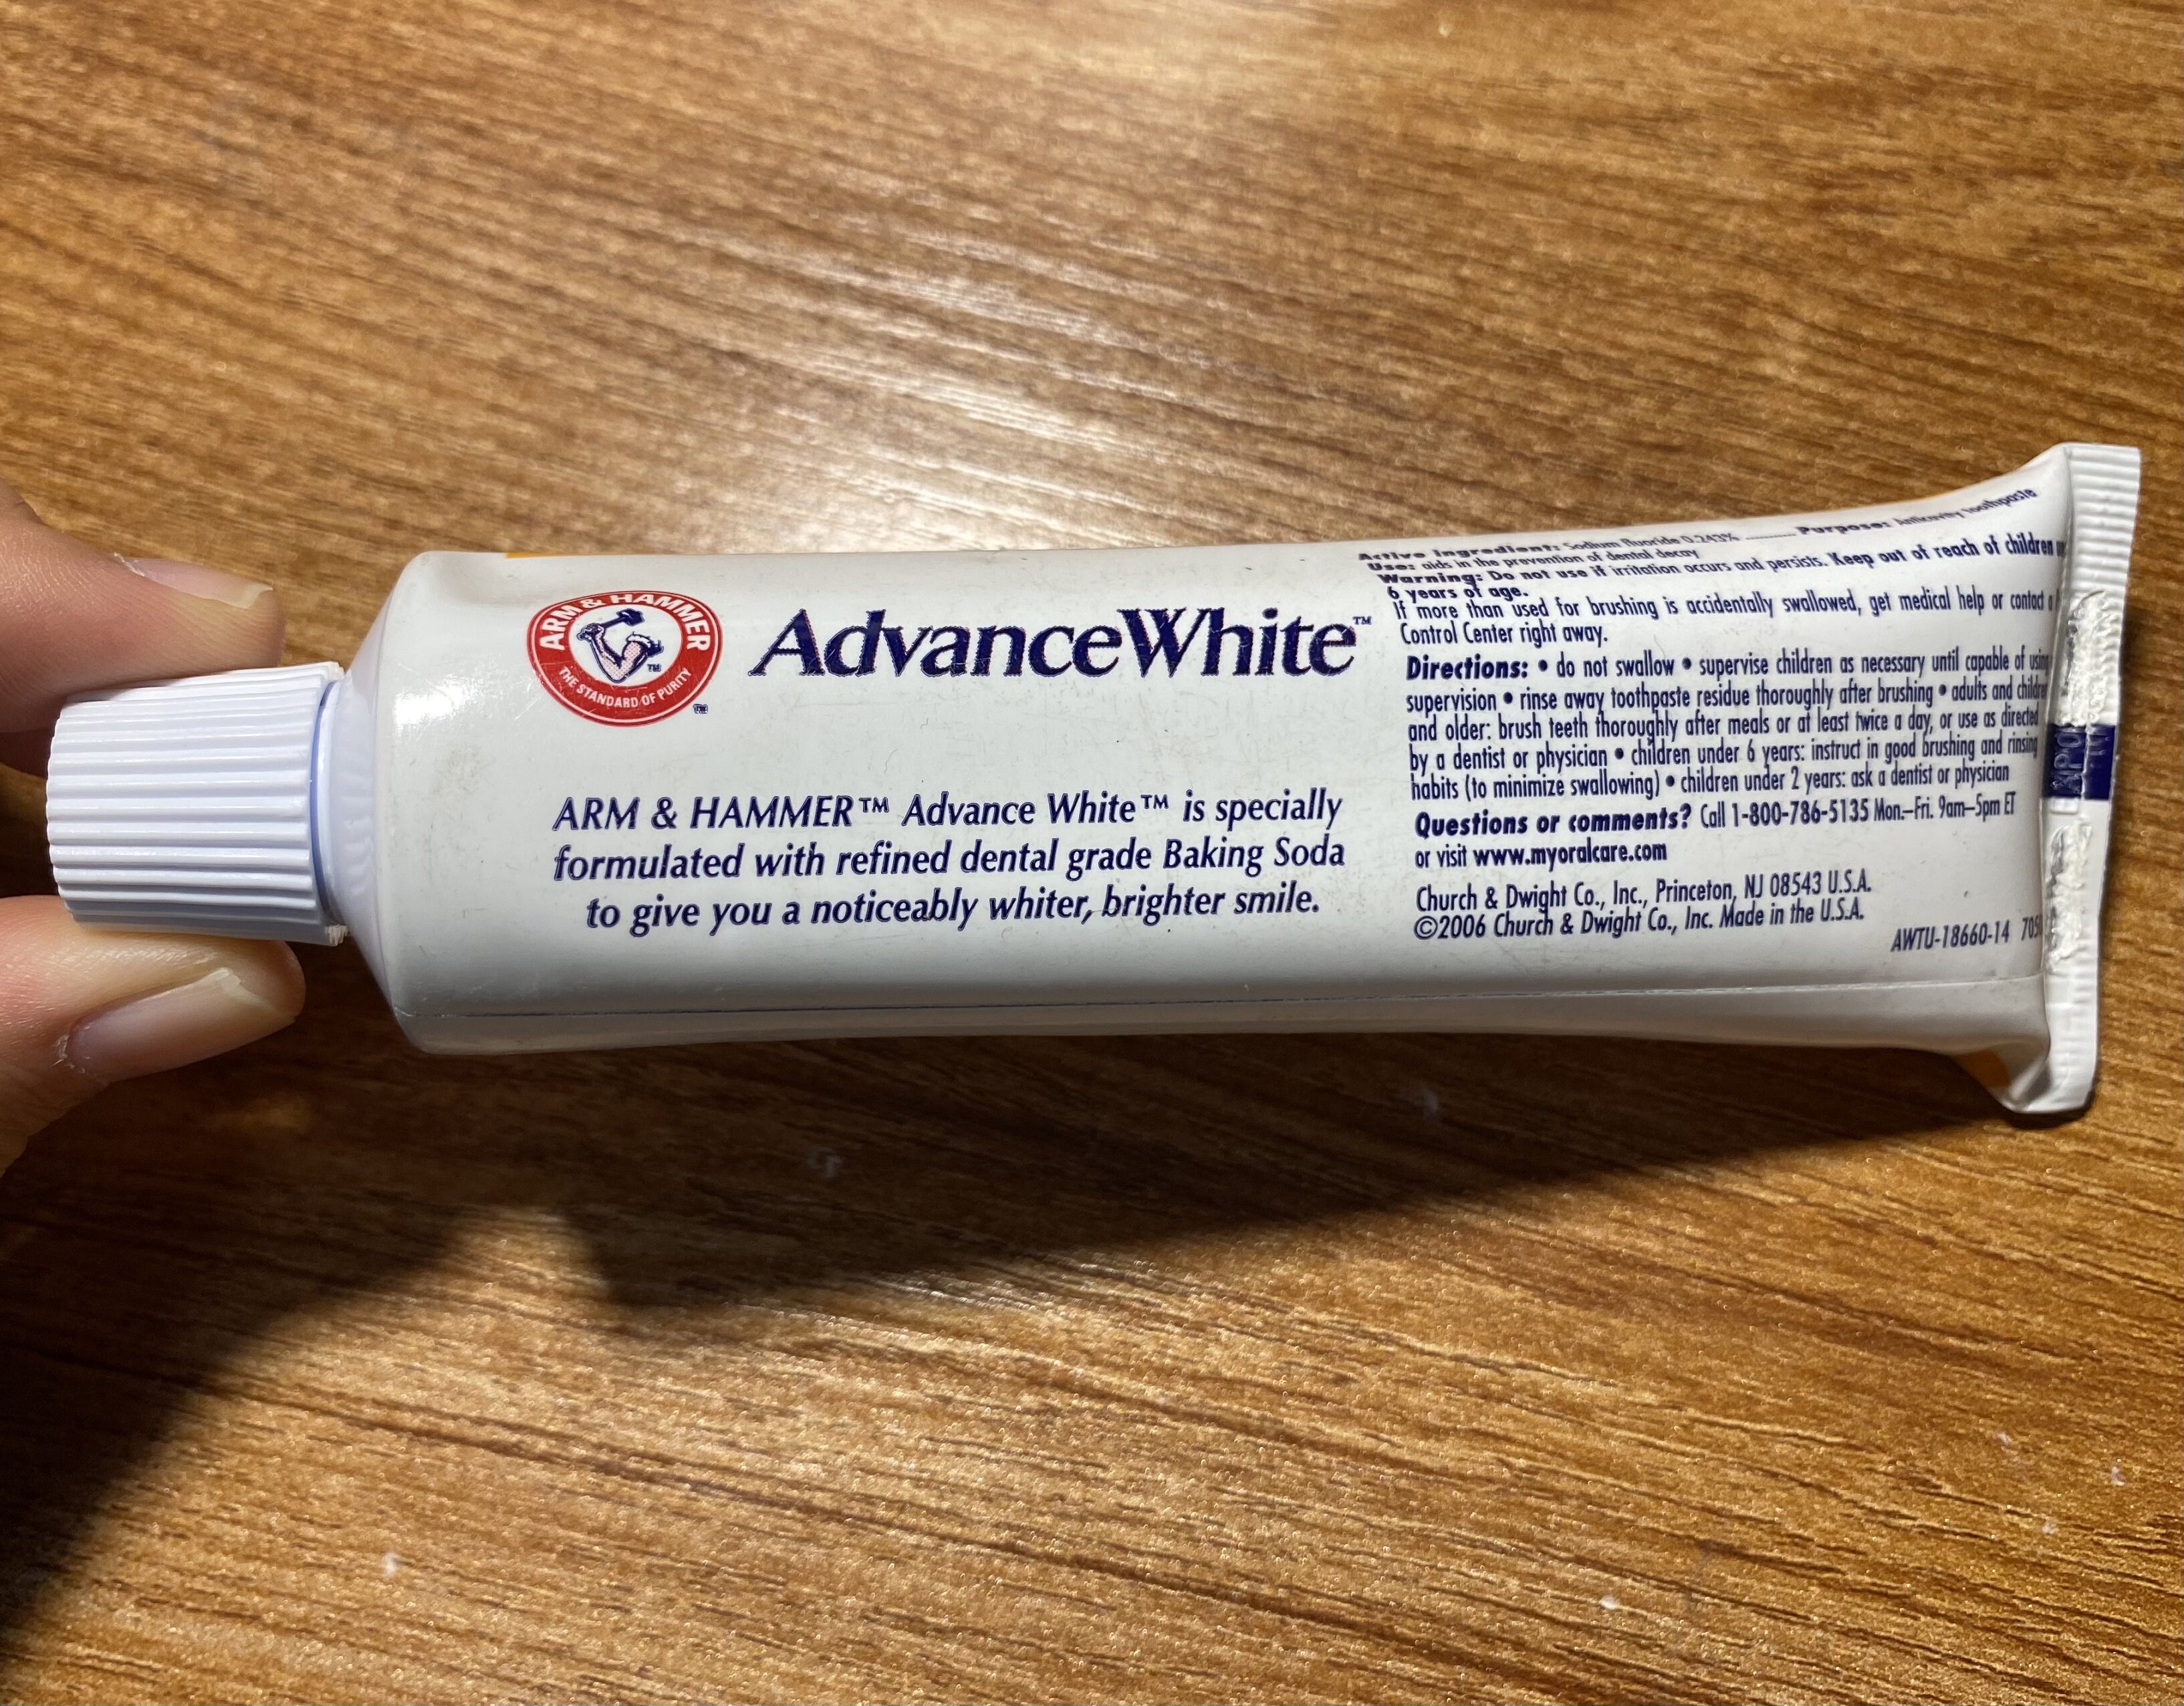 ARM & HAMMER
THE STANDARD OF PURITY
TM
TM
AdvanceWhite™
ARM & HAMMER™ Advance White™ is specially
formulated with refined dental grade Baking Soda
to give you a noticeably whiter, brighter smile.
Active ingredient: Sodium fluoride 0.243% Purpose: Anticavity toothpaste
Use: aids in the prevention of dental decay
Warning: Do not use if irritation occurs and persists. Keep out of reach of children
6 years of age.
If more than used for brushing is accidentally swallowed, get medical help or contact a
Control Center right away.
Directions: • do not swallow • supervise children as necessary until capable of using
supervision • rinse away toothpaste residue thoroughly after brushing • adults and
and older: brush teeth thoroughly after meals or at least twice a day, or use as directed
by a dentist or physician • children under 6 years: instruct in good brushing and rinsing
habits (to minimize swallowing) • children under 2 years: ask a dentist or physician
Questions or comments? Call 1-800-786-5135 Mon.–Fri. 9am–5pm ET
or visit www.myoralcare.com
Church & Dwight Co., Inc., Princeton, NJ 08543 U.S.A.
©2006 Church & Dwight Co., Inc. Made in the U.S.A.
AWTU-18660-14